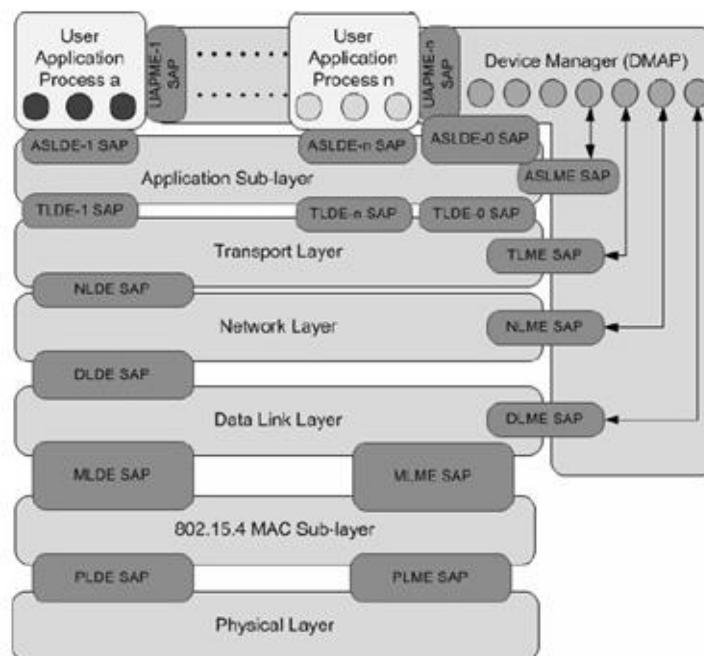 User
Application
Process a
UAPME-1
SAP
User
Application
Process n
UAPME-n
SAP
Device Manager (DMAP)
ASLDE-1 SAP
ASLDE-n SAP
ASLDE-0 SAP
Application Sub-layer
ASLME SAP
TLDE-1 SAP
TLDE-n SAP
TLDE-0 SAP
Transport Layer
TLME SAP
NLDE SAP
Network Layer
NLME SAP
DLDE SAP
Data Link Layer
DLME SAP
MLDE SAP
MLME SAP
802.15.4 MAC Sub-layer
PLDE SAP
PLME SAP
Physical Layer